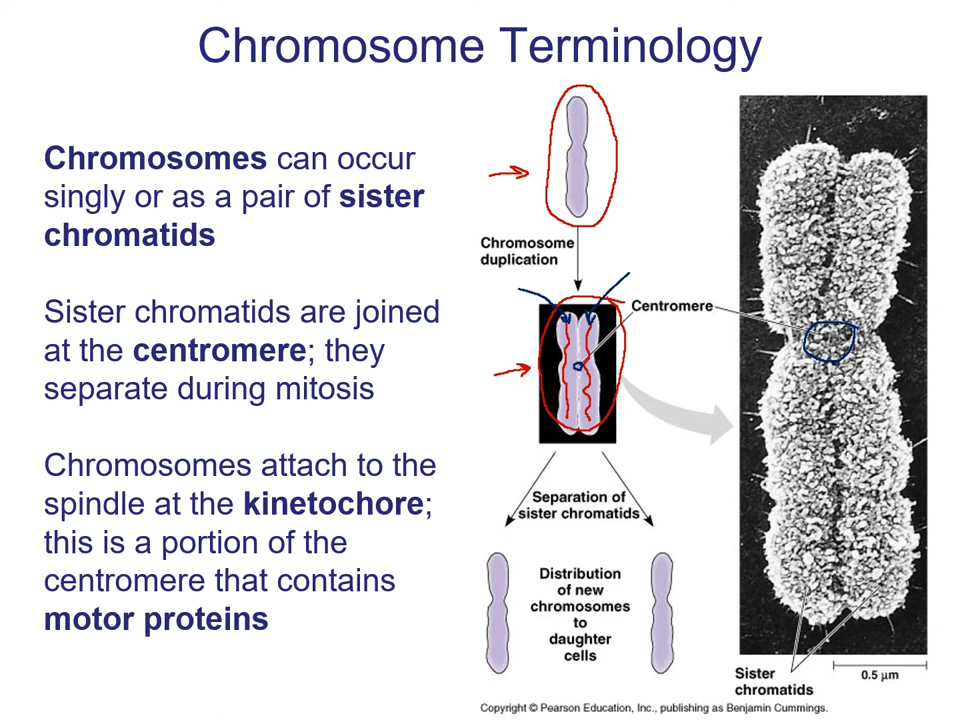 Chromosome Terminology
Chromosomes can occur
singly or as a pair of sister
chromatids
Sister chromatids are joined
at the centromere; they
separate during mitosis
Chromosomes attach to the
spindle at the kinetochore;
this is a portion of the
centromere that contains
motor proteins
Chromosome
duplication
Centromere
Separation of
sister chromatids
Distribution
of new
chromosomes
to
daughter
cells
Sister
chromatids
0.5 µm
Copyright © Pearson Education, Inc., publishing as Benjamin Cummings.